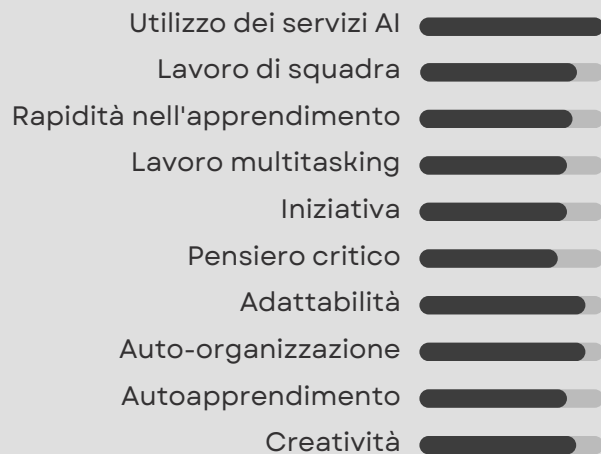 Utilizzo dei servizi AI
Lavoro di squadra
Rapidità nell'apprendimento
Lavoro multitasking
Iniziativa
Pensiero critico
Adattabilità
Auto-organizzazione
Autoapprendimento
Creatività